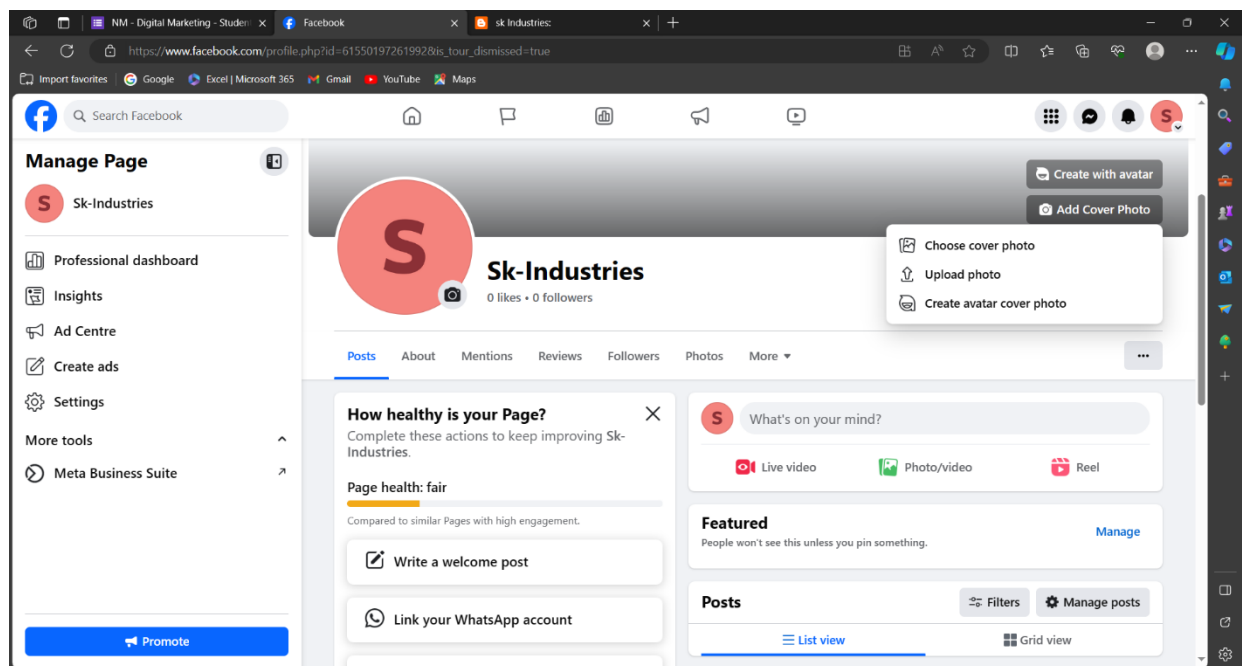 NM - Digital Marketing - Student
Facebook
sk Industries:
https://www.facebook.com/profile.php?id=61550197261992&is_tour_dismissed=true
Import favorites
Google
Excel | Microsoft 365
Gmail
YouTube
Maps
Search Facebook
S
Manage Page
S
Sk-Industries
Professional dashboard
Insights
Ad Centre
Create ads
Settings
More tools
Meta Business Suite
Promote
Create with avatar
Add Cover Photo
Choose cover photo
Upload photo
Create avatar cover photo
S
Sk-Industries
0 likes • 0 followers
Posts About Mentions Reviews Followers Photos More
How healthy is your Page?
Complete these actions to keep improving Sk-
Industries.
Page health: fair
Compared to similar Pages with high engagement.
Write a welcome post
Link your WhatsApp account
S
What's on your mind?
Live video
Photo/video
Reel
Featured
Manage
People won't see this unless you pin something.
Posts
Filters
Manage posts
List view
Grid view